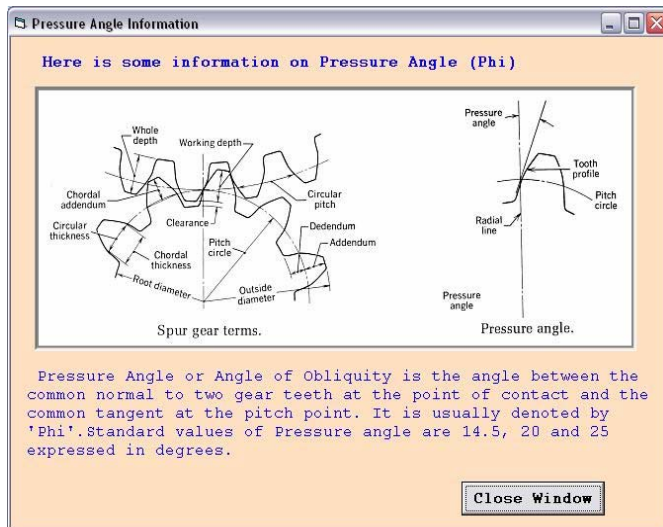 Pressure Angle Information
Here is some information on Pressure Angle (Phi)
Whole
depth
Working depth
Chordal
addendum
Circular
pitch
Circular
thickness
Clearance
Dedendum
Addendum
Chordal
thickness
Pitch
circle
Root diameter
Outside
diameter
Spur gear terms.
Pressure
angle
Tooth
profile
Pitch
circle
Radial
line
Pressure
angle
Pressure angle.
Pressure Angle or Angle of Obliquity is the angle between the
common normal to two gear teeth at the point of contact and the
common tangent at the pitch point. It is usually denoted by
'Phi'.Standard values of Pressure angle are 14.5, 20 and 25
expressed in degrees.
Close Window